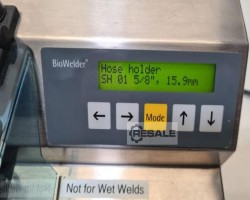 BioWelder®
Hose holder
SH 01 5/8", 15.9mm
← → Mode ↑ ↓
RESALE
Not for Wet Welds